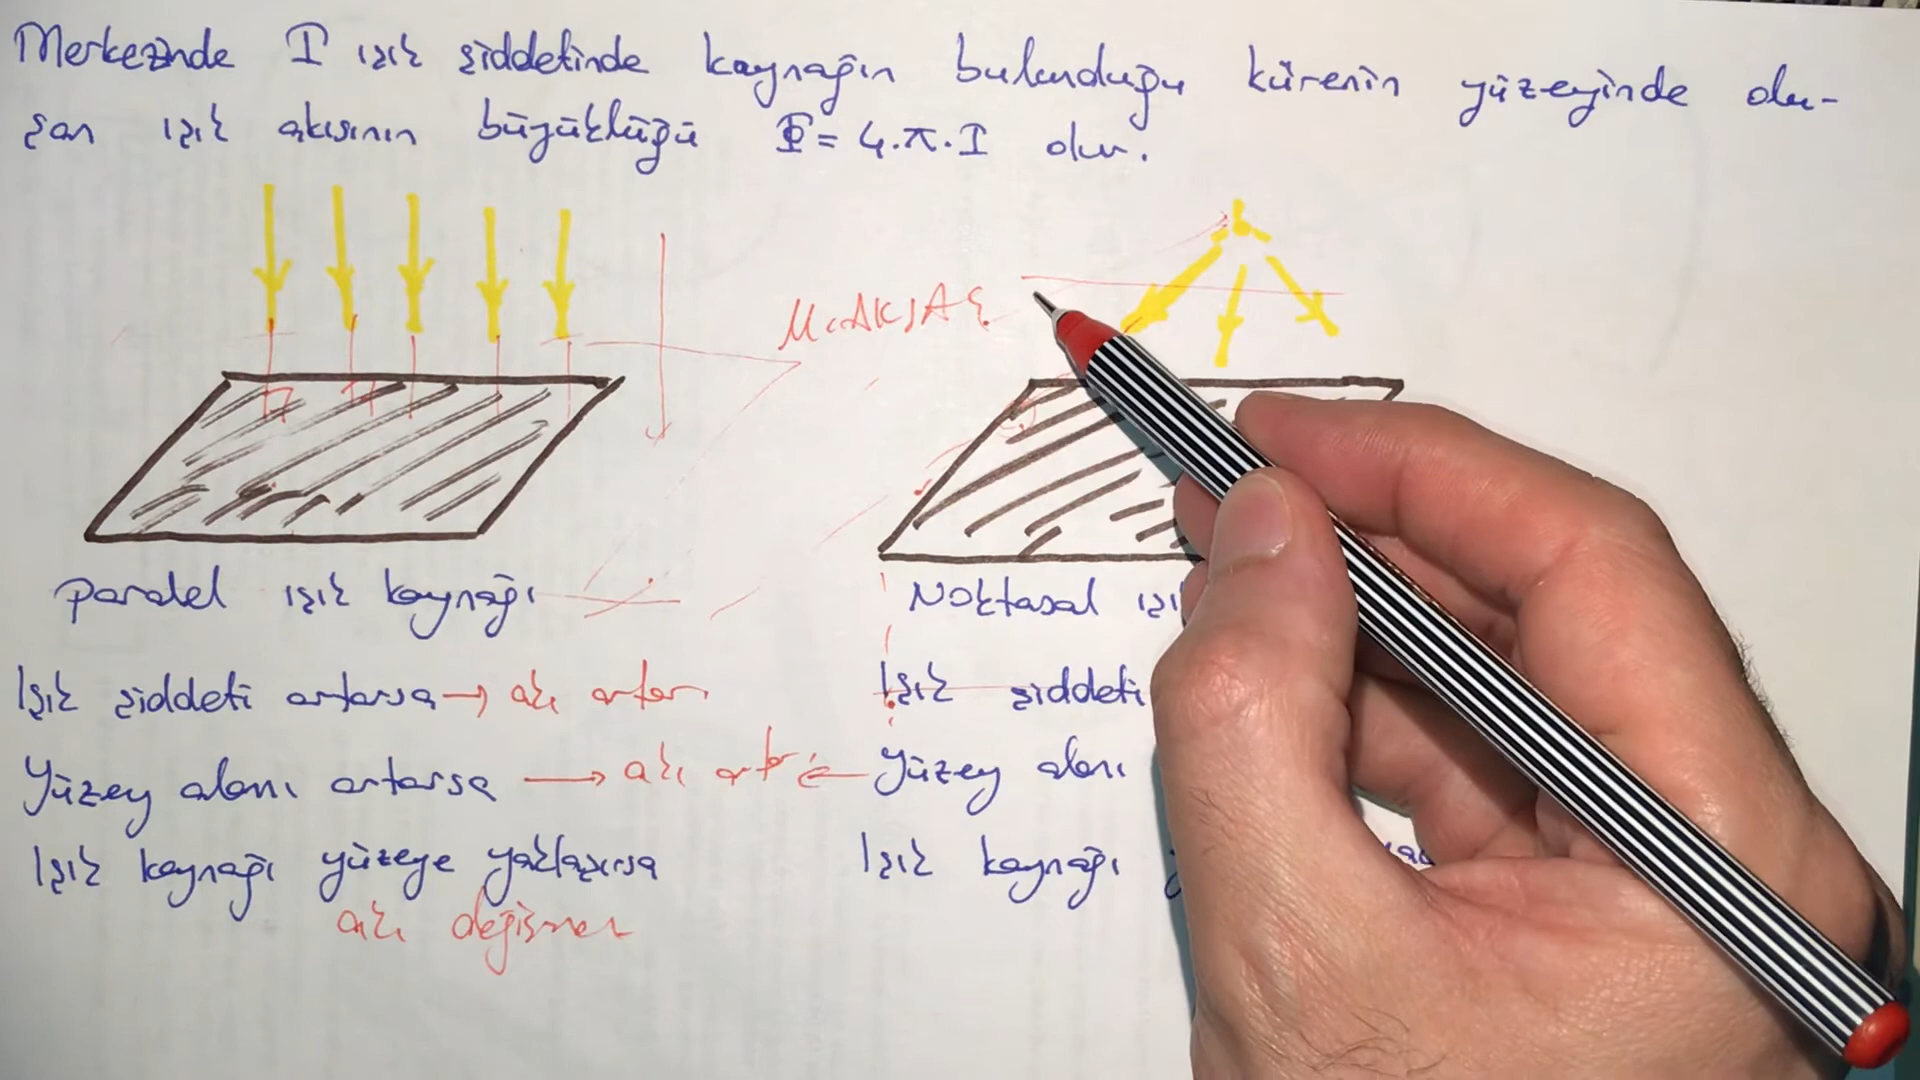 Merkezinde I ışık şiddetinde kaynağın bulunduğu kürenin yüzeyinde olu-
şan ışık akısının büyüklüğü Φ = 4.π.I olur.
M.AKSAÇ
paralel ışık kaynağı
Noktasal
Işık şiddeti artarsa → akı artar
Işık şiddeti
Yüzey alanı artarsa → akı artar ←
Yüzey alanı
Işık kaynağı yüzeye yaklaşırsa
Işık kaynağı
akı değişmez